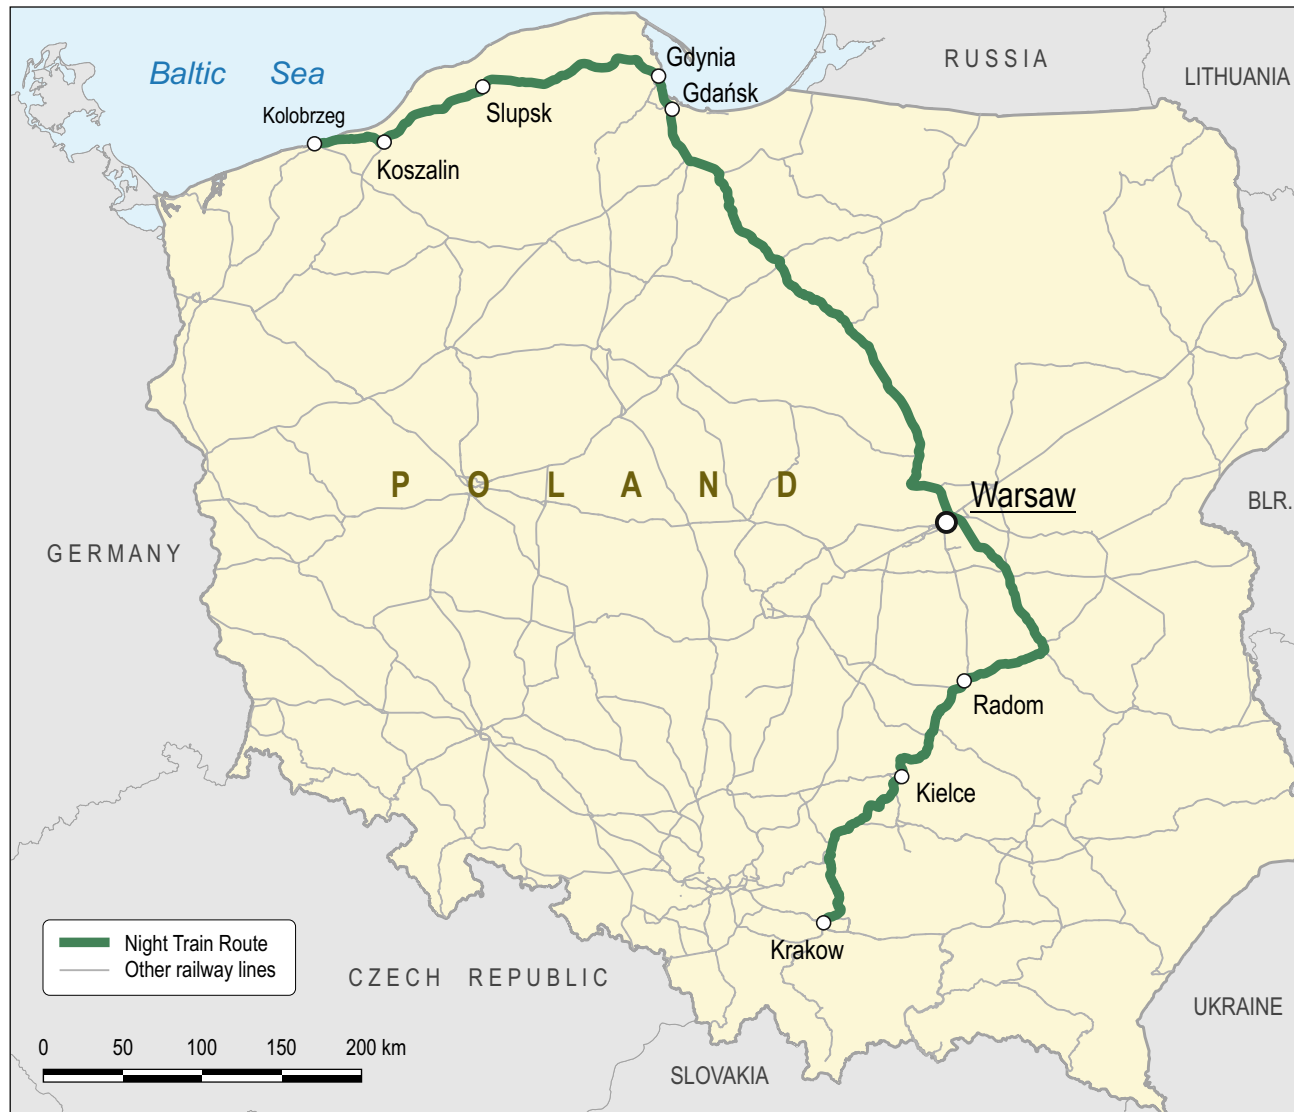 RUSSIA
LITHUANIA
Baltic Sea
Gdynia
Gdańsk
Kolobrzeg
Slupsk
Koszalin
POLAND
Warsaw
BLR.
GERMANY
Radom
Kielce
Krakow
Night Train Route
Other railway lines
CZECH REPUBLIC
UKRAINE
0 50 100 150 200 km
SLOVAKIA